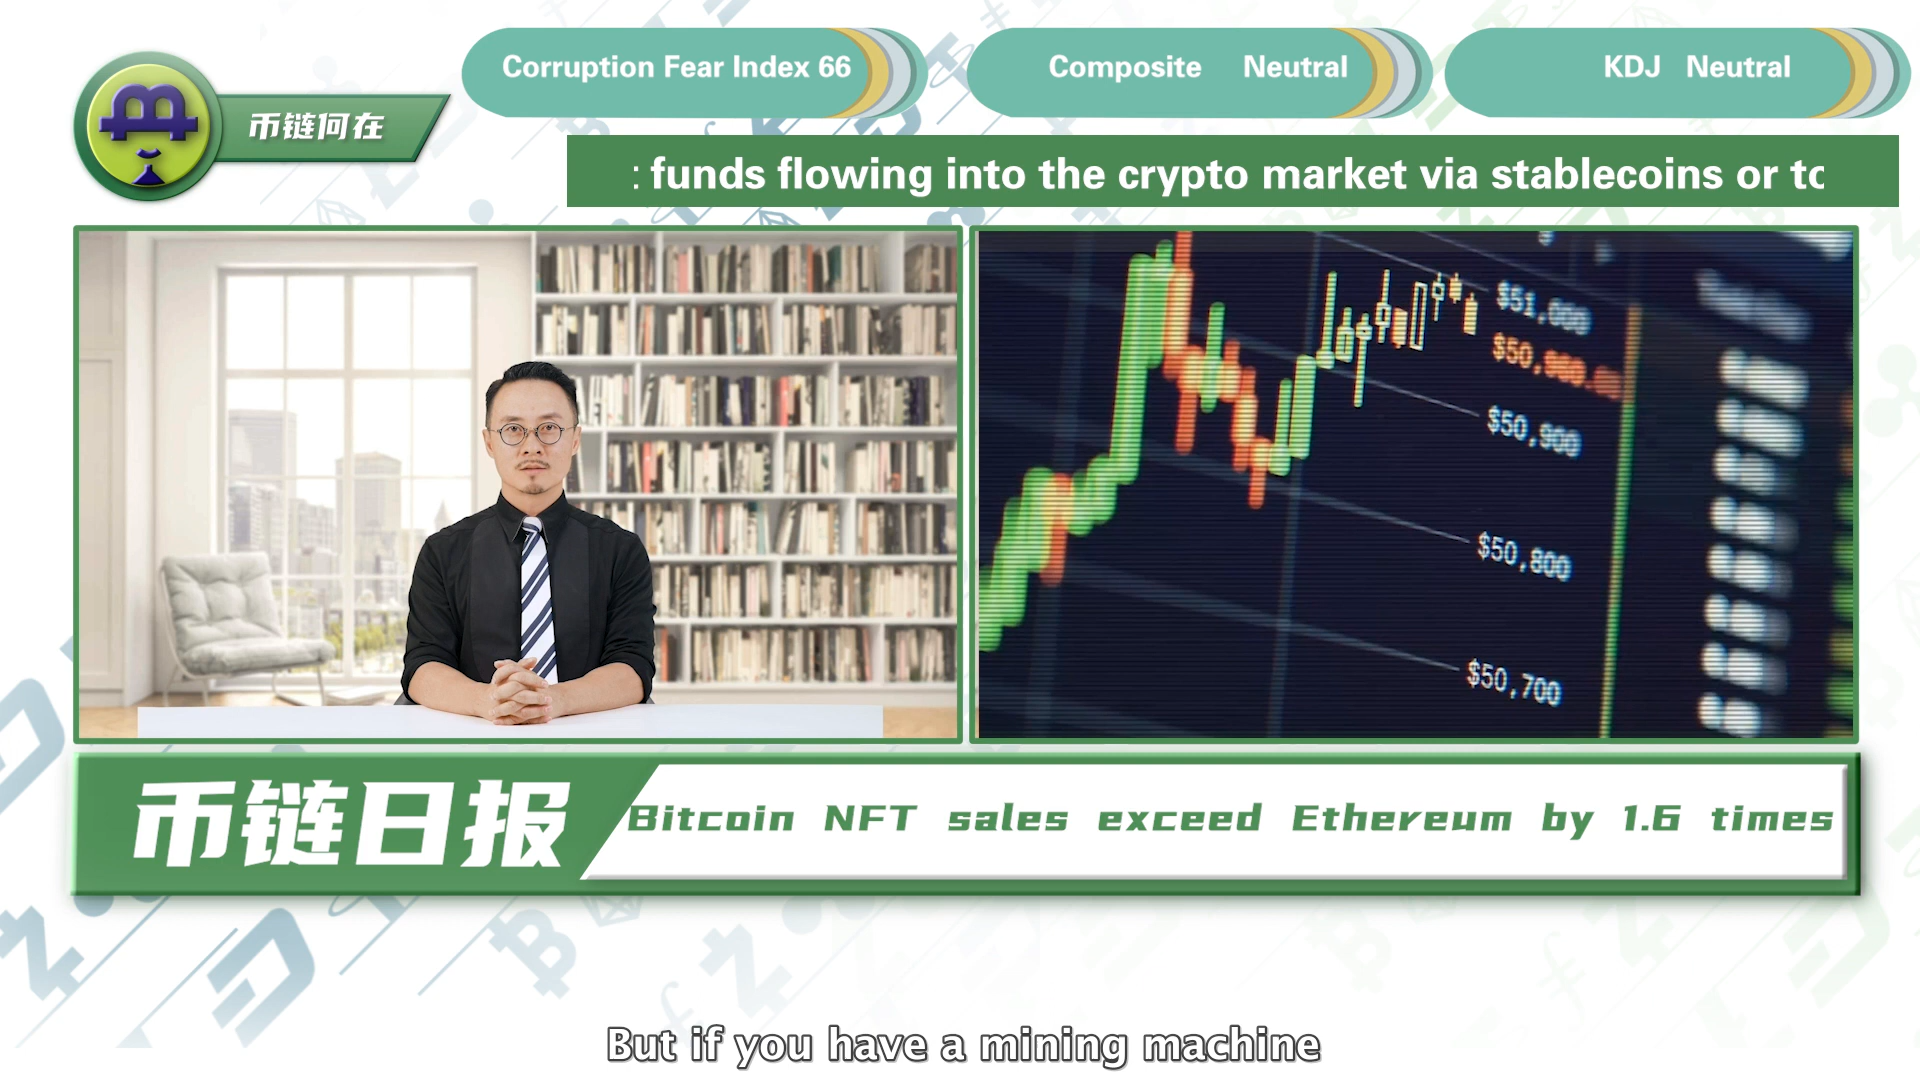 Corruption Fear Index 66
Composite Neutral
KDJ Neutral
币链何在
: funds flowing into the crypto market via stablecoins or
$51,000
$50,960.
$50,900
$50,800
$50,700
币链日报
Bitcoin NFT sales exceed Ethereum by 1.6 times
But if you have a mining machine